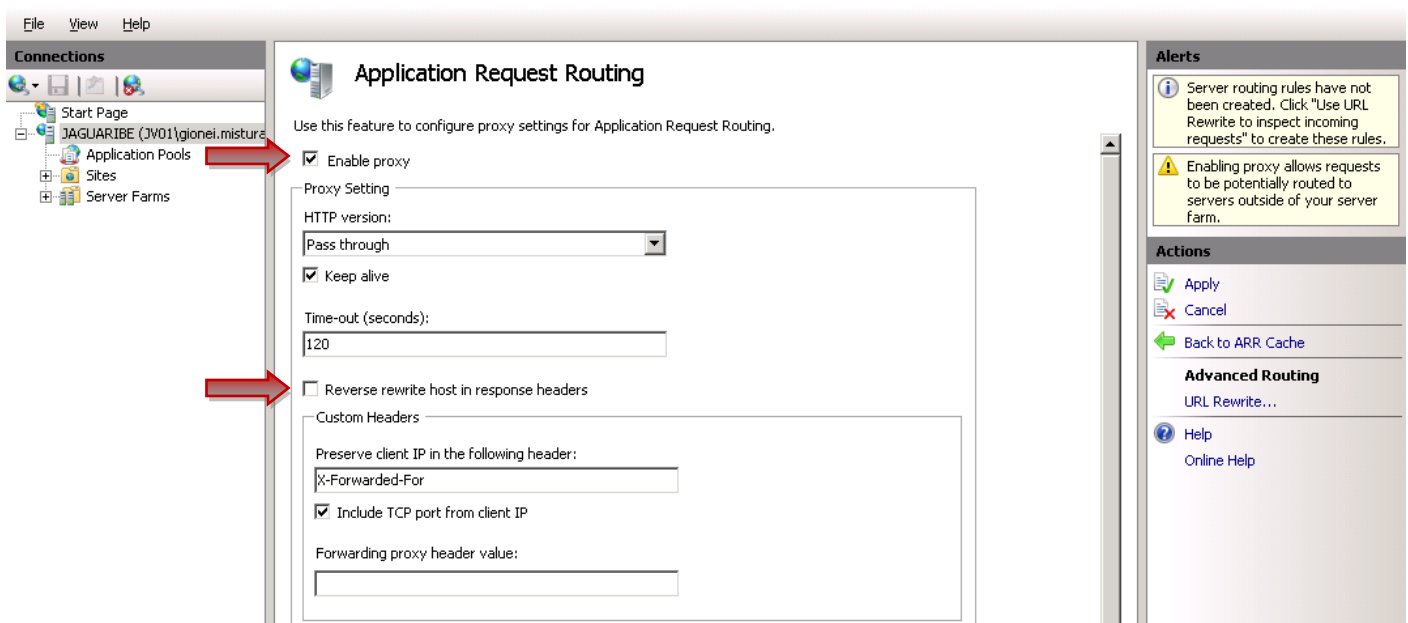 File View Help
Connections
Start Page
JAGUARIBE (JV01\gionei.mistura
Application Pools
Sites
Server Farms
Application Request Routing
Use this feature to configure proxy settings for Application Request Routing.
Enable proxy
Proxy Setting
HTTP version:
Pass through
Keep alive
Time-out (seconds):
120
Reverse rewrite host in response headers
Custom Headers
Preserve client IP in the following header:
X-Forwarded-For
Include TCP port from client IP
Forwarding proxy header value:
Alerts
Server routing rules have not
been created. Click "Use URL
Rewrite to inspect incoming
requests" to create these rules.
Enabling proxy allows requests
to be potentially routed to
servers outside of your server
farm.
Actions
Apply
Cancel
Back to ARR Cache
Advanced Routing
URL Rewrite...
Help
Online Help